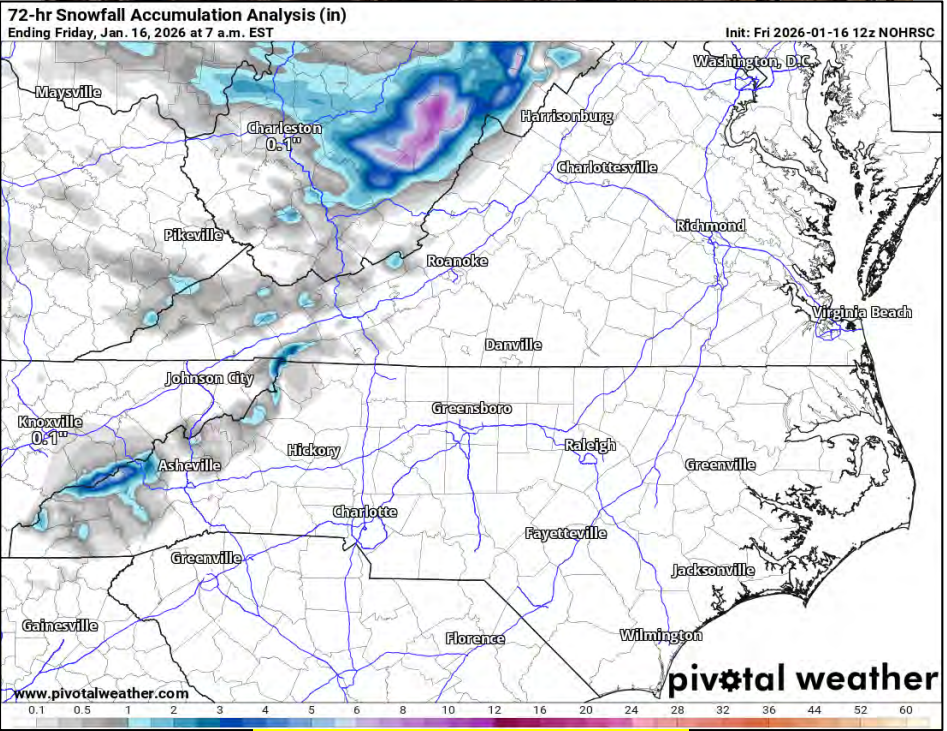 72-hr Snowfall Accumulation Analysis (in)
Ending Friday, Jan. 16, 2026 at 7 a.m. EST Init: Fri 2026-01-16 12z NOHRSC
Washington, D.C.
Maysville
Harrisonburg
Charleston
0.1"
Charlottesville
Richmond
Pikeville
Roanoke
Virginia Beach
Danville
Johnson City
Greensboro
Knoxville
0.1"
Hickory
Raleigh
Asheville
Greenville
Charlotte
Fayetteville
Greenville
Jacksonville
Gainesville
Florence
Wilmington
pivotal weather
www.pivotalweather.com
0.1 0.5 1 2 3 4 5 6 8 10 12 16 20 24 28 32 36 44 52 60